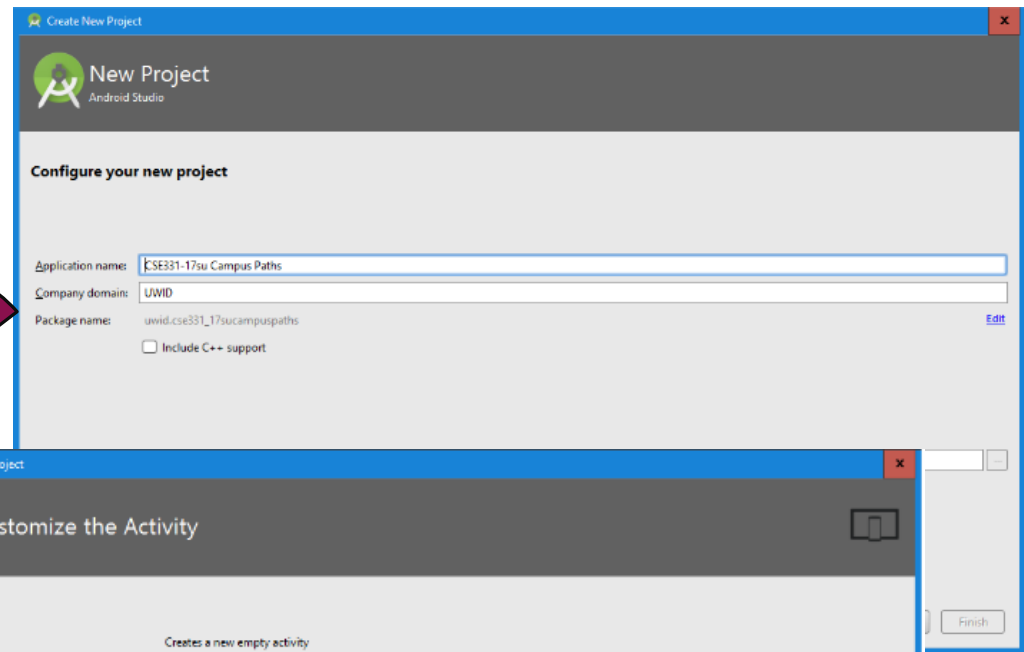 Create New Project
x
New Project
Android Studio
Configure your new project
Application name: CSE331-17su Campus Paths
Company domain: UWID
Package name: uwid.cse331_17sucampuspaths Edit
Include C++ support
oject x
...
stomize the Activity
Creates a new empty activity
Finish